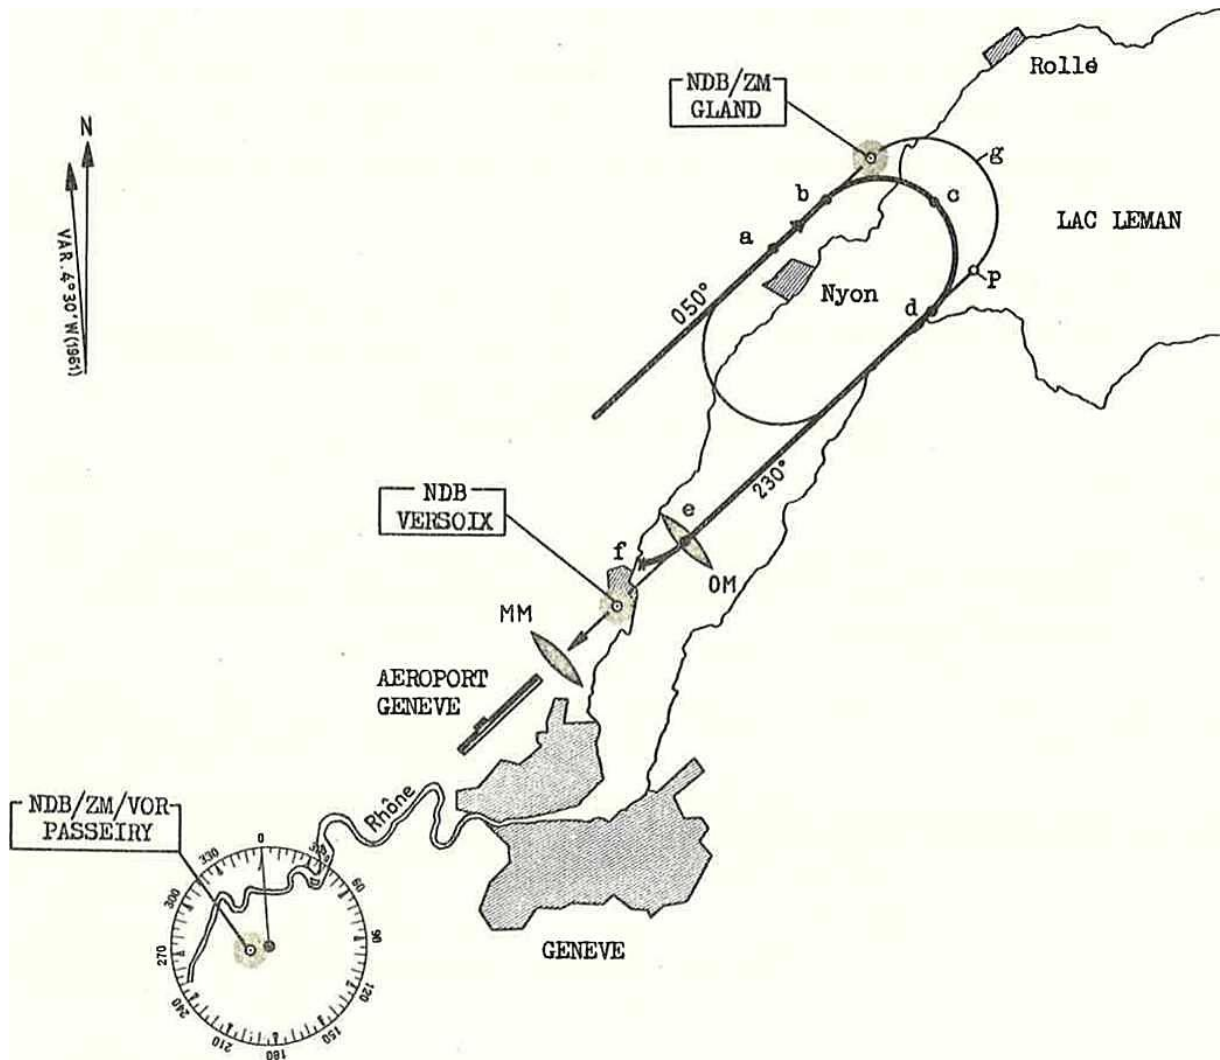 Rollé
NDB/ZM
GLAND
N
VAR. 4°30'W(1961)
g
b
c
a
LAC LEMAN
p
Nyon
d
050°
230°
NDB
VERSOIX
e
f
OM
MM
AEROPORT
GENEVE
NDB/ZM/VOR
PASSEIRY
Rhône
0
330
300
60
270
90
240
120
210
150
180
GENEVE